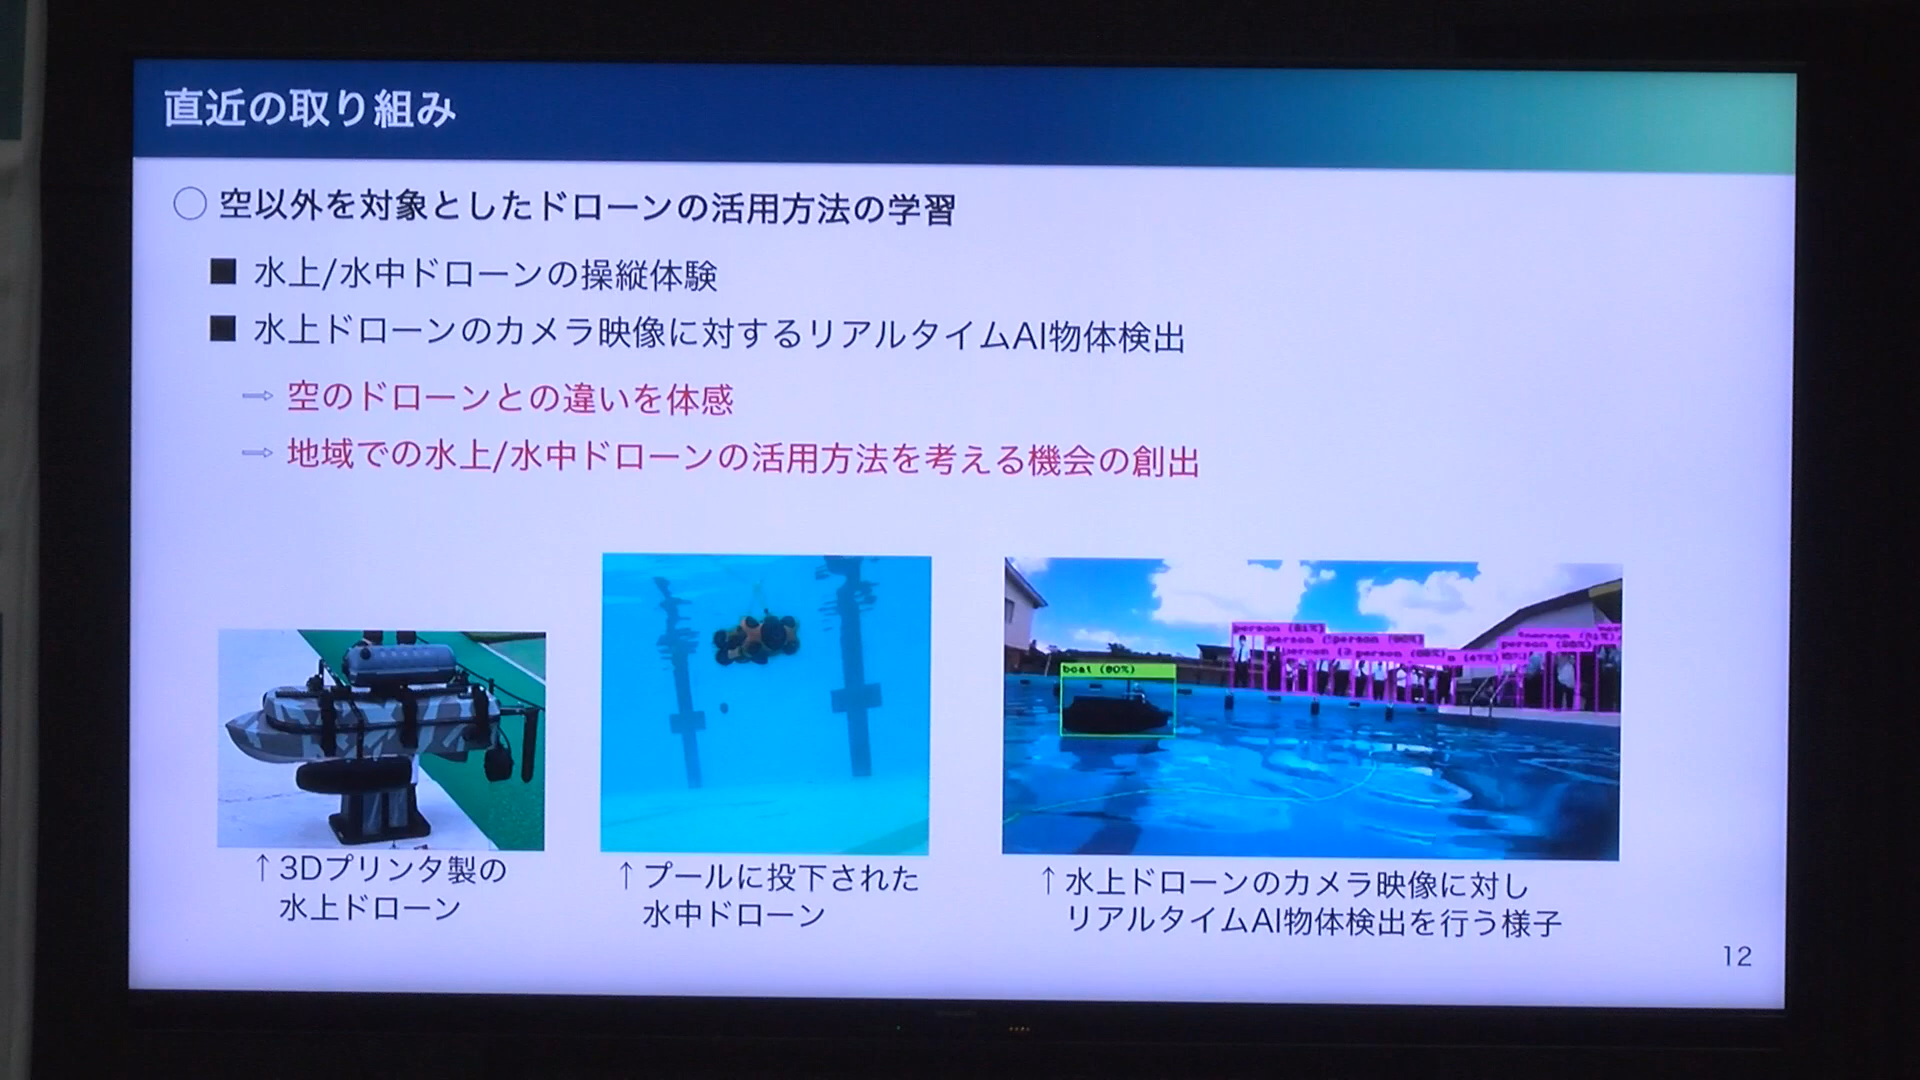 直近の取り組み
○ 空以外を対象としたドローンの活用方法の学習
■ 水上/水中ドローンの操縦体験
■ 水上ドローンのカメラ映像に対するリアルタイムAI物体検出
⇒ 空のドローンとの違いを体感
⇒ 地域での水上/水中ドローンの活用方法を考える機会の創出
boat (80%)
↑3Dプリンタ製の
水上ドローン
↑プールに投下された
水中ドローン
↑水上ドローンのカメラ映像に対し
リアルタイムAI物体検出を行う様子
12